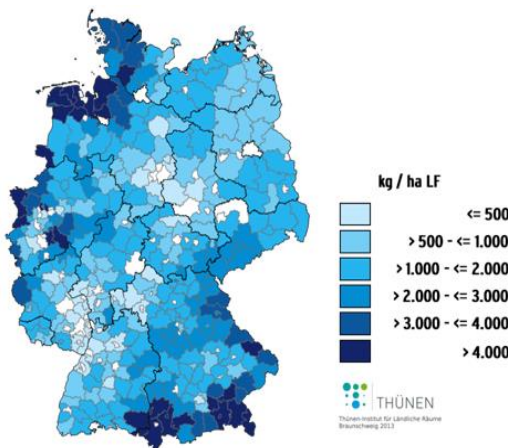 kg / ha LF
<= 500
> 500 - <= 1.000
> 1.000 - <= 2.000
> 2.000 - <= 3.000
> 3.000 - <= 4.000
> 4.000
THÜNEN
Thünen-Institut für Ländliche Räume
Braunschweig 2013